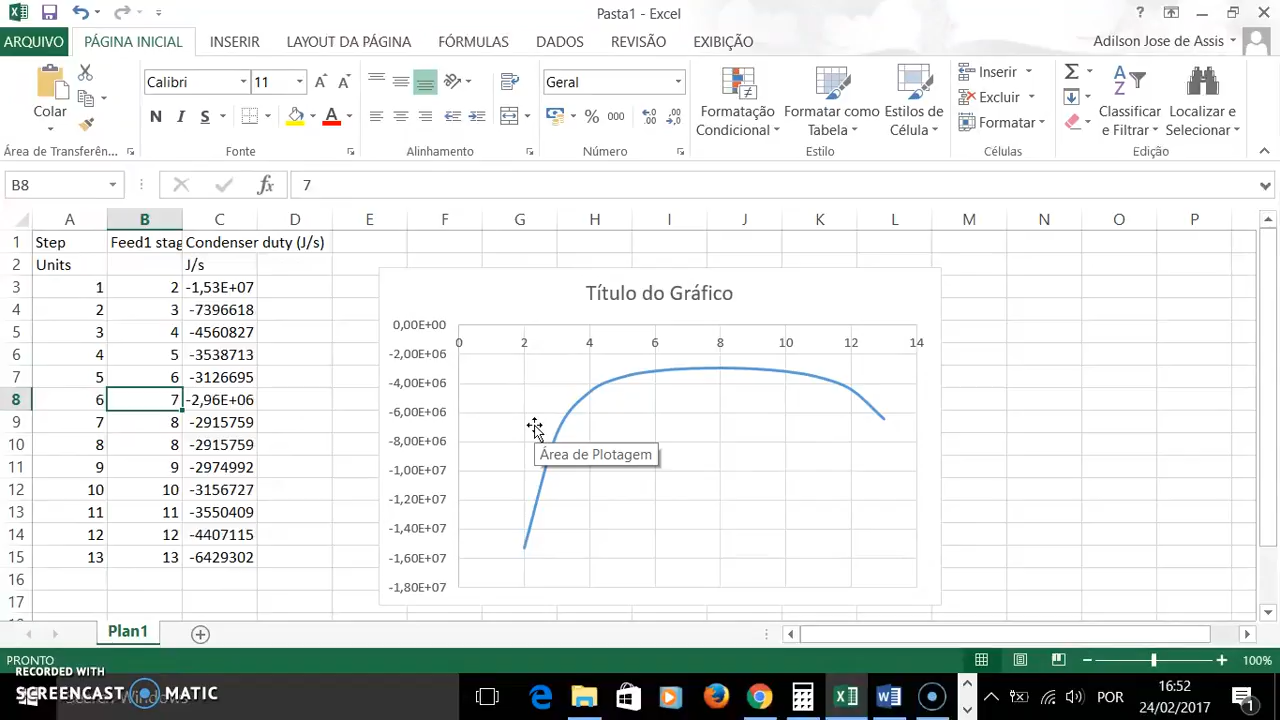 Pasta1 - Excel
?
ARQUIVO PÁGINA INICIAL INSERIR LAYOUT DA PÁGINA FÓRMULAS DADOS REVISÃO EXIBIÇÃO Adilson Jose de Assis
Colar
Área de Transferên...
Calibri 11
N I S A
Fonte
Alinhamento
Geral
% 000
Número
Formatação Condicional
Formatar como Tabela
Estilos de Célula
Estilo
Inserir
Excluir
Formatar
Células
Classificar e Filtrar
Localizar e Selecionar
Edição
B8 fx 7
A B C D E F G H I J K L M N O P
1 Step Feed1 stag Condenser duty (J/s)
2 Units J/s
3 1 2 -1,53E+07
4 2 3 -7396618
5 3 4 -4560827
6 4 5 -3538713
7 5 6 -3126695
8 6 7 -2,96E+06
9 7 8 -2915759
10 8 8 -2915759
11 9 9 -2974992
12 10 10 -3156727
13 11 11 -3550409
14 12 12 -4407115
15 13 13 -6429302
16
17
Título do Gráfico
0,00E+00
0 2 4 6 8 10 12 14
-2,00E+06
-4,00E+06
-6,00E+06
-8,00E+06
-1,00E+07
-1,20E+07
-1,40E+07
-1,60E+07
-1,80E+07
Área de Plotagem
Plan1
PRONTO
100%
RECORDED WITH
SCREENCAST MATIC
POR
16:52
24/02/2017
1